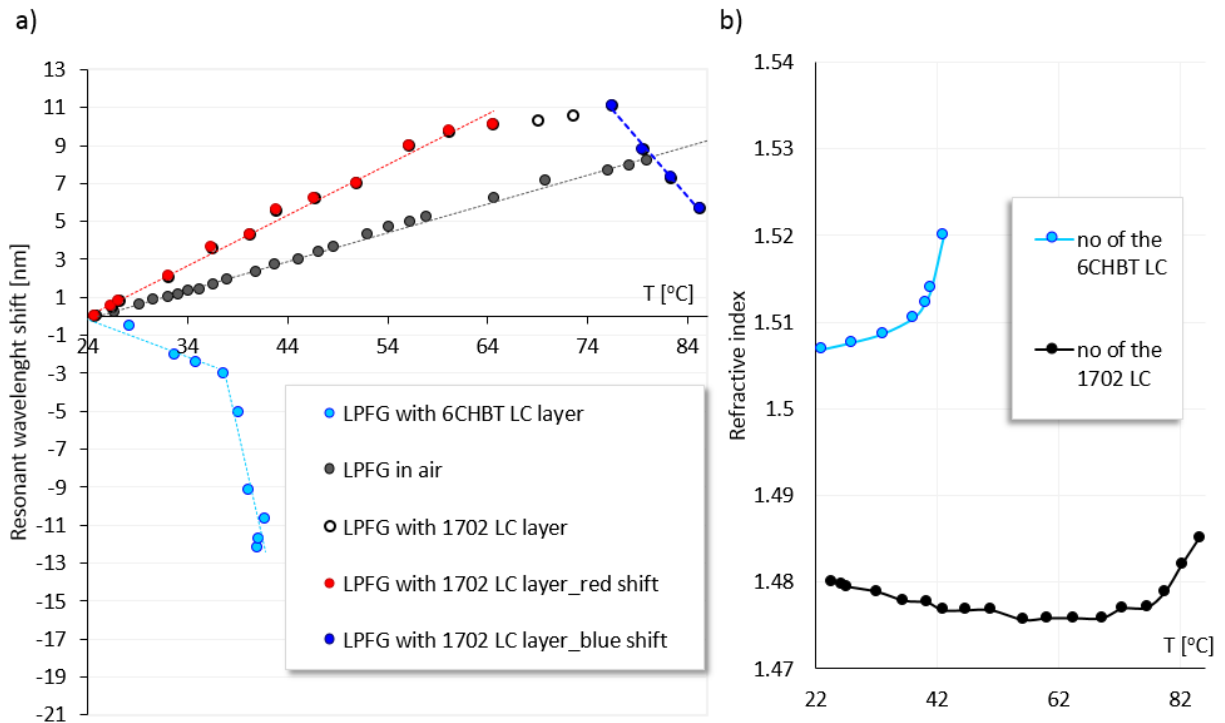 a)
13
11
9
7
5
3
1
-1
-3
-5
-7
-9
-11
-13
-15
-17
-19
-21
Resonant wavelenght shift [nm]
24 34 44 54 64 74 84
T [°C]
LPFG with 6CHBT LC layer
LPFG in air
LPFG with 1702 LC layer
LPFG with 1702 LC layer_red shift
LPFG with 1702 LC layer_blue shift
b)
1.54
1.53
1.52
1.51
1.5
1.49
1.48
1.47
Refractive index
22 42 62 82
T [°C]
no of the
6CHBT LC
no of the
1702 LC